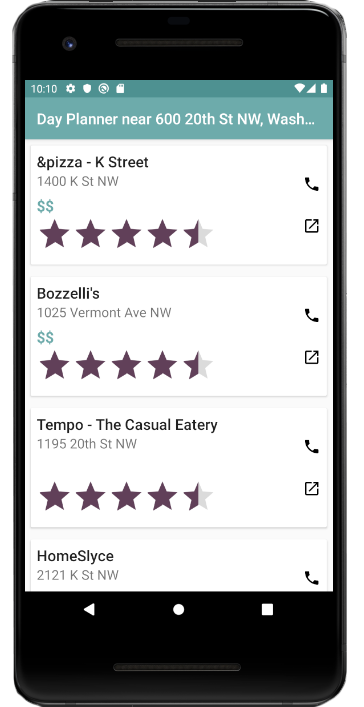 10:10
Day Planner near 600 20th St NW, Wash...
&pizza - K Street
1400 K St NW
$$
Bozzelli's
1025 Vermont Ave NW
$$
Tempo - The Casual Eatery
1195 20th St NW
HomeSlyce
2121 K St NW